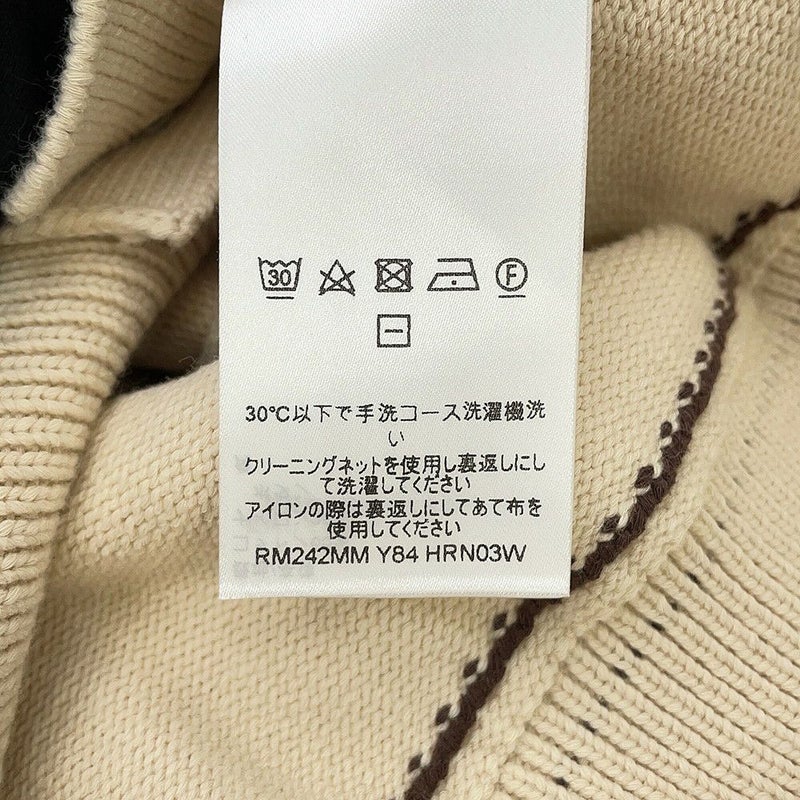 30
F
30℃以下で手洗コース洗濯機洗
い
クリーニングネットを使用し裏返しにし
て洗濯してください
アイロンの際は裏返しにしてあて布を
使用してください
RM242MM Y84 HRN03W